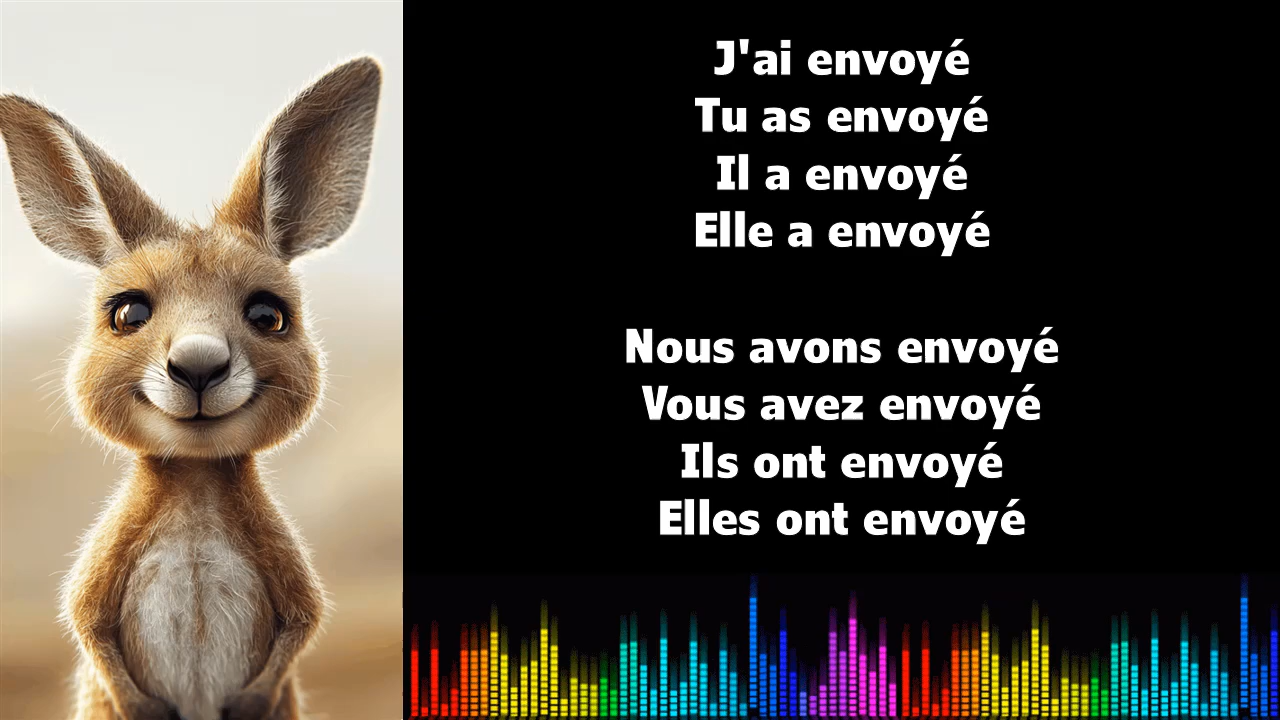 J'ai envoyé
Tu as envoyé
Il a envoyé
Elle a envoyé
Nous avons envoyé
Vous avez envoyé
Ils ont envoyé
Elles ont envoyé